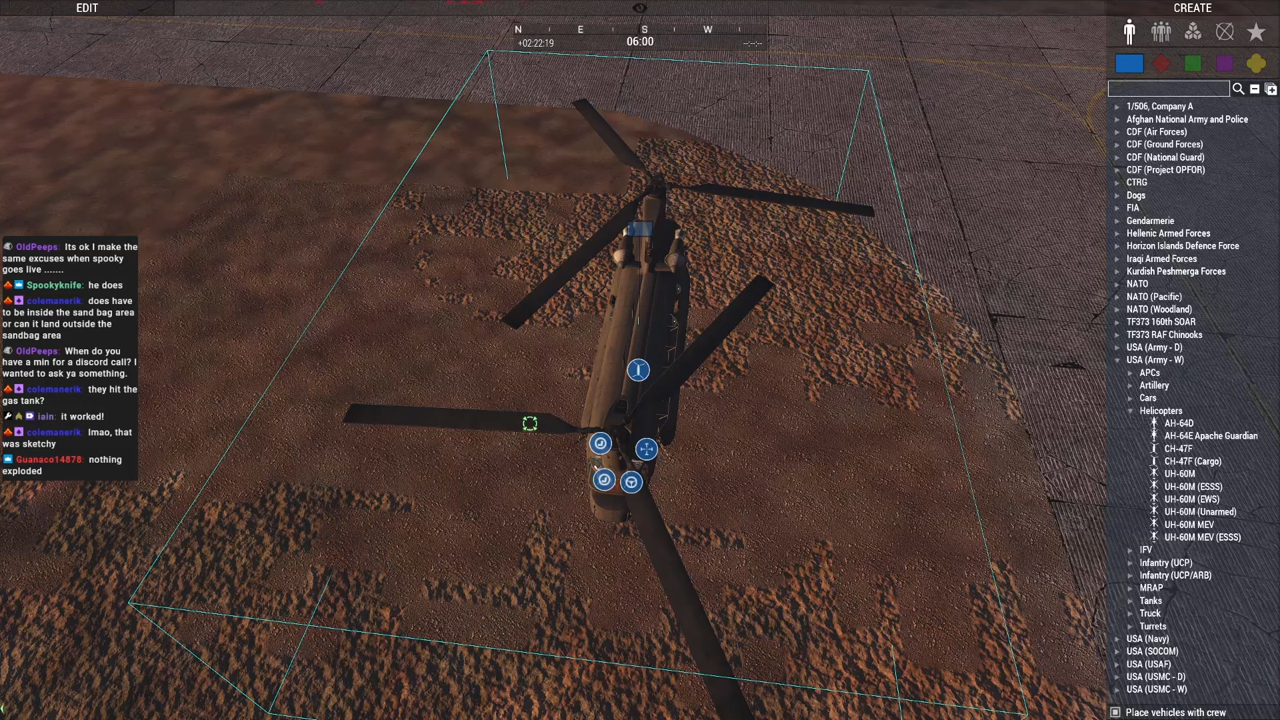 EDIT
N E S W
+02:22:19 06:00 --:--:--
CREATE
OldPeeps: Its ok I make the
same excuses when spooky
goes live .......
Spookyknife: he does
colemanerik: does have
to be inside the sand bag area
or can it land outside the
sandbag area
OldPeeps: When do you
have a min for a discord call? I
wanted to ask ya something.
colemanerik: they hit the
gas tank?
iain: it worked!
colemanerik: lmao, that
was sketchy
Guanaco14878: nothing
exploded
1/506, Company A
Afghan National Army and Police
CDF (Air Forces)
CDF (Ground Forces)
CDF (National Guard)
CDF (Project OPFOR)
CTRG
Dogs
FIA
Gendarmerie
Hellenic Armed Forces
Horizon Islands Defence Force
Iraqi Armed Forces
Kurdish Peshmerga Forces
NATO
NATO (Pacific)
NATO (Woodland)
TF373 160th SOAR
TF373 RAF Chinooks
USA (Army - D)
USA (Army - W)
APCs
Artillery
Cars
Helicopters
AH-64D
AH-64E Apache Guardian
CH-47F
CH-47F (Cargo)
UH-60M
UH-60M (ESSS)
UH-60M (EWS)
UH-60M (Unarmed)
UH-60M MEV
UH-60M MEV (ESSS)
IFV
Infantry (UCP)
Infantry (UCP/ARB)
MRAP
Tanks
Truck
Turrets
USA (Navy)
USA (SOCOM)
USA (USAF)
USA (USMC - D)
USA (USMC - W)
Place vehicles with crew